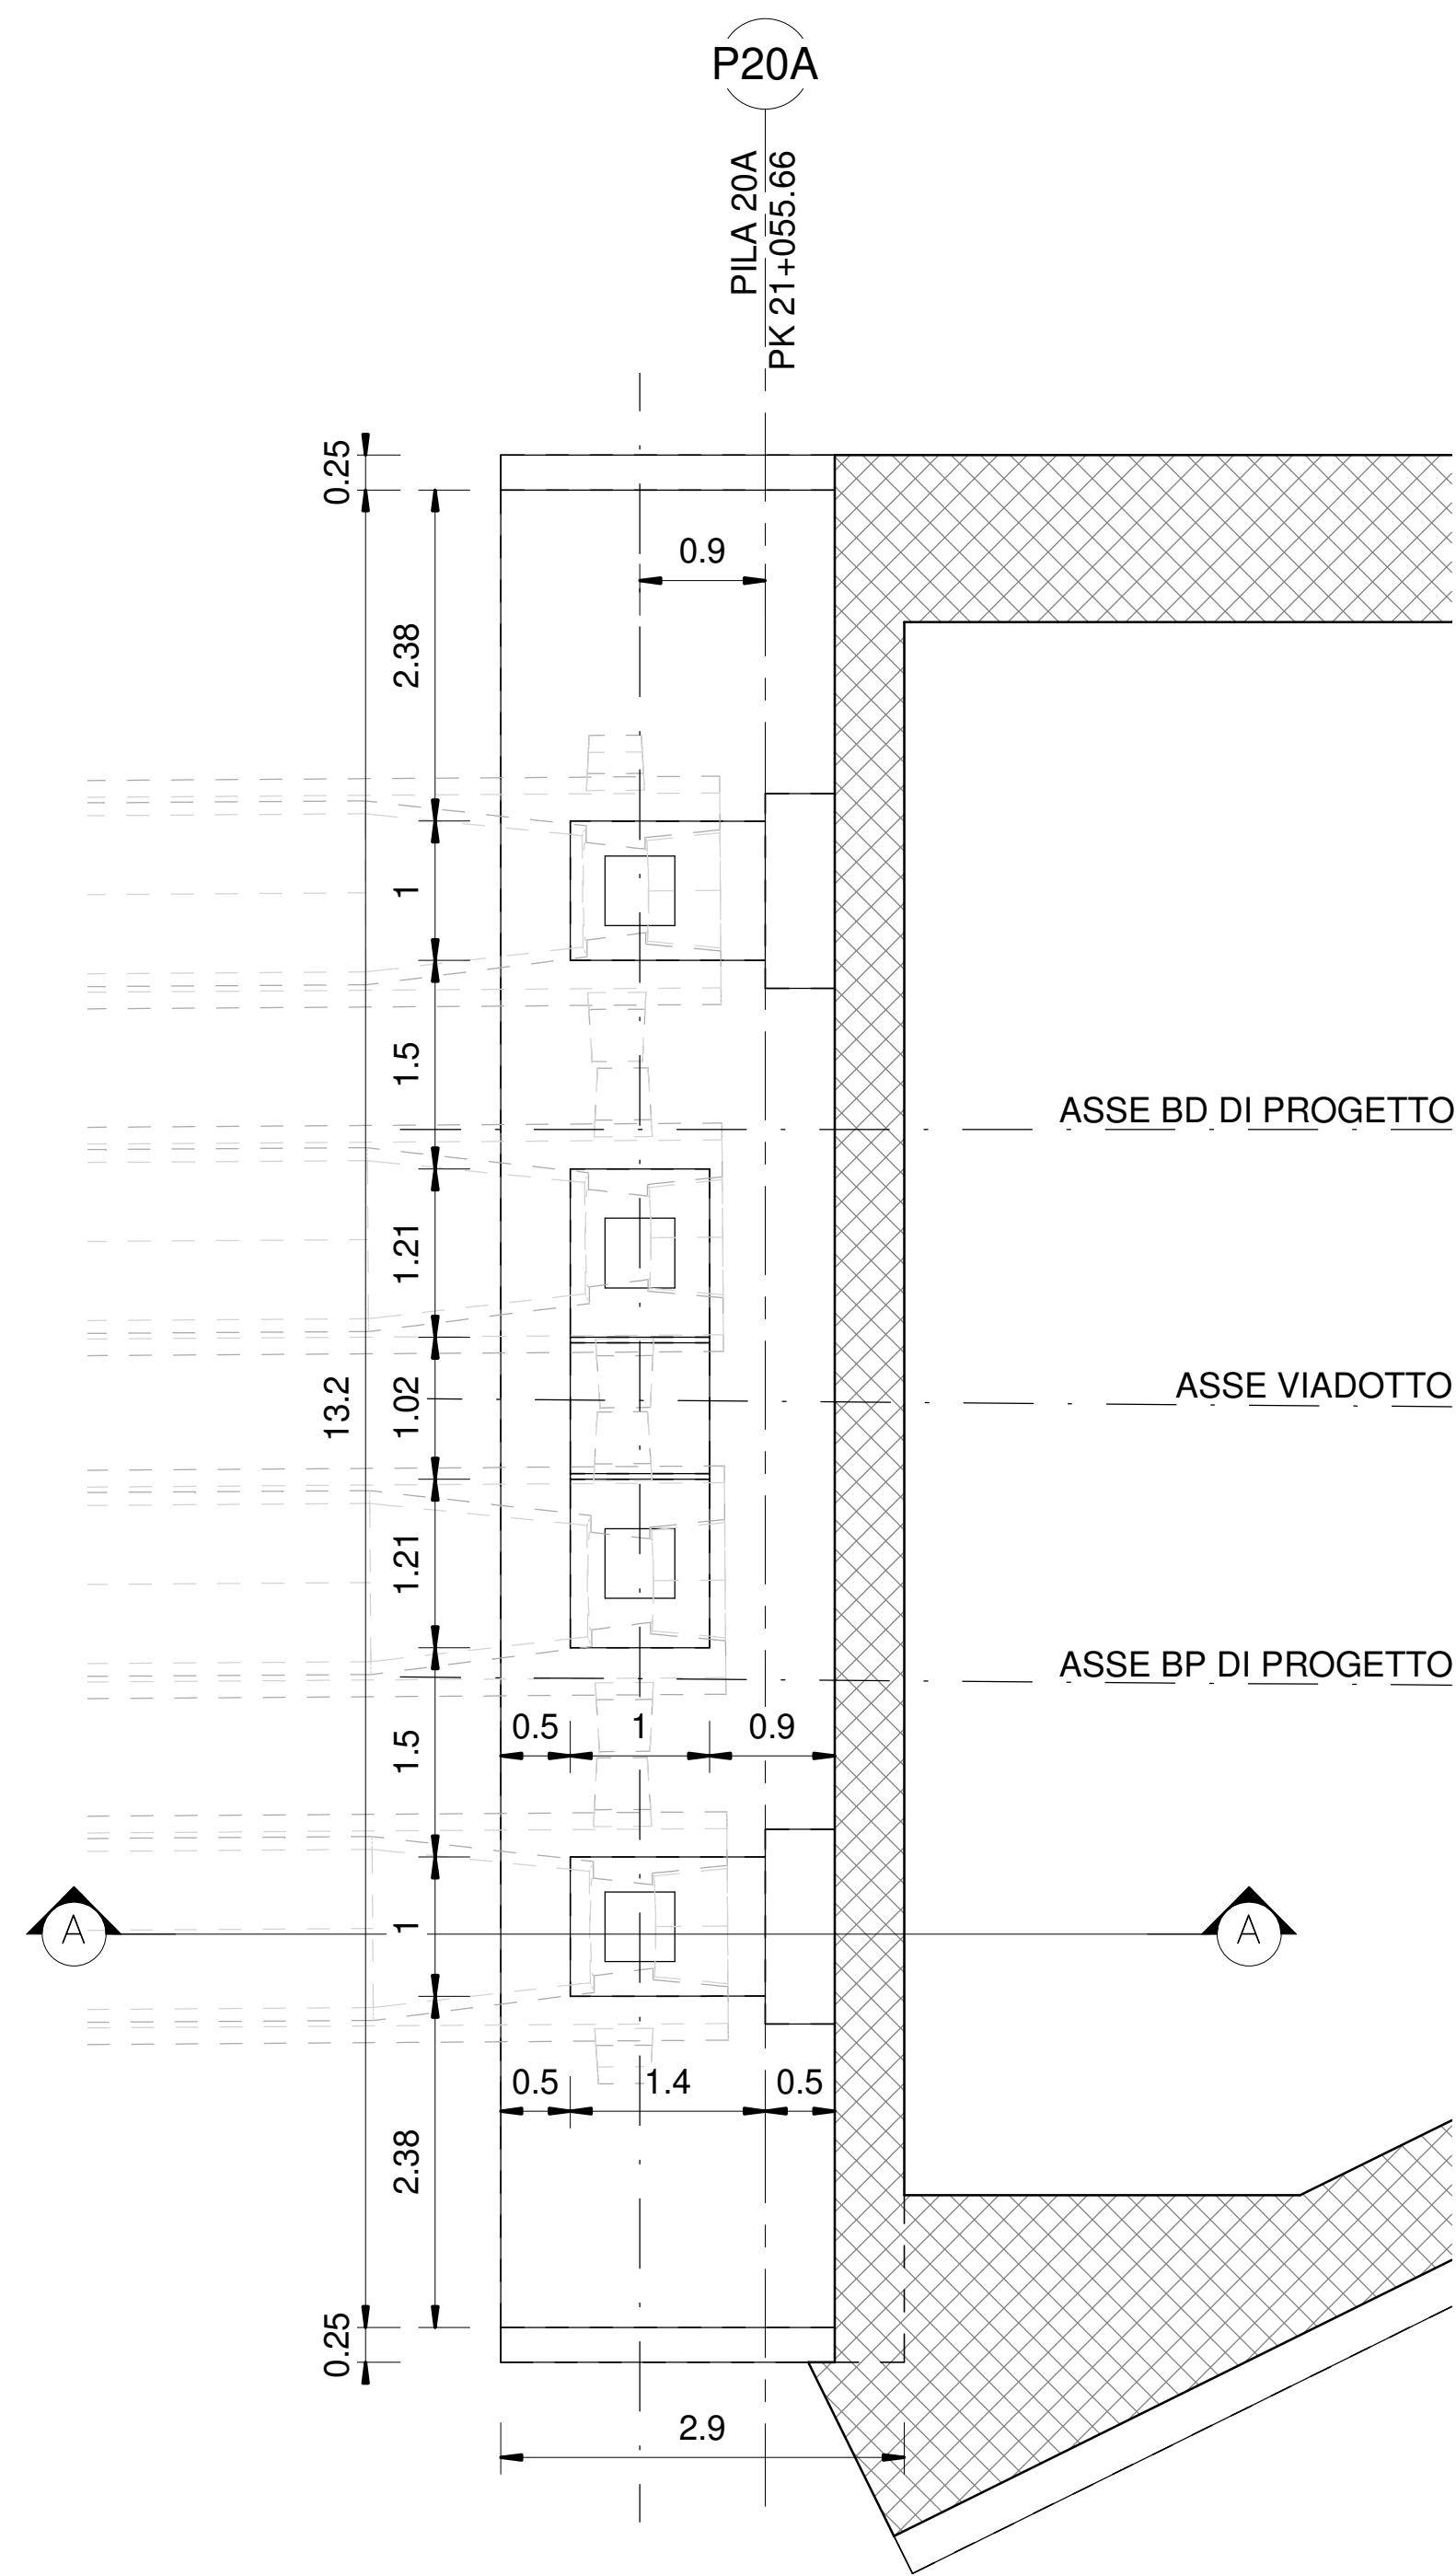 P20A
PILA 20A
PK 21+055.66
0.25
0.9
2.38
1
1.5
ASSE BD DI PROGETTO
1.21
13.2
1.02
ASSE VIADOTTO
1.21
ASSE BP DI PROGETTO
0.5 1 0.9
1.5
A
1
A
0.5 1.4 0.5
2.38
0.25
2.9